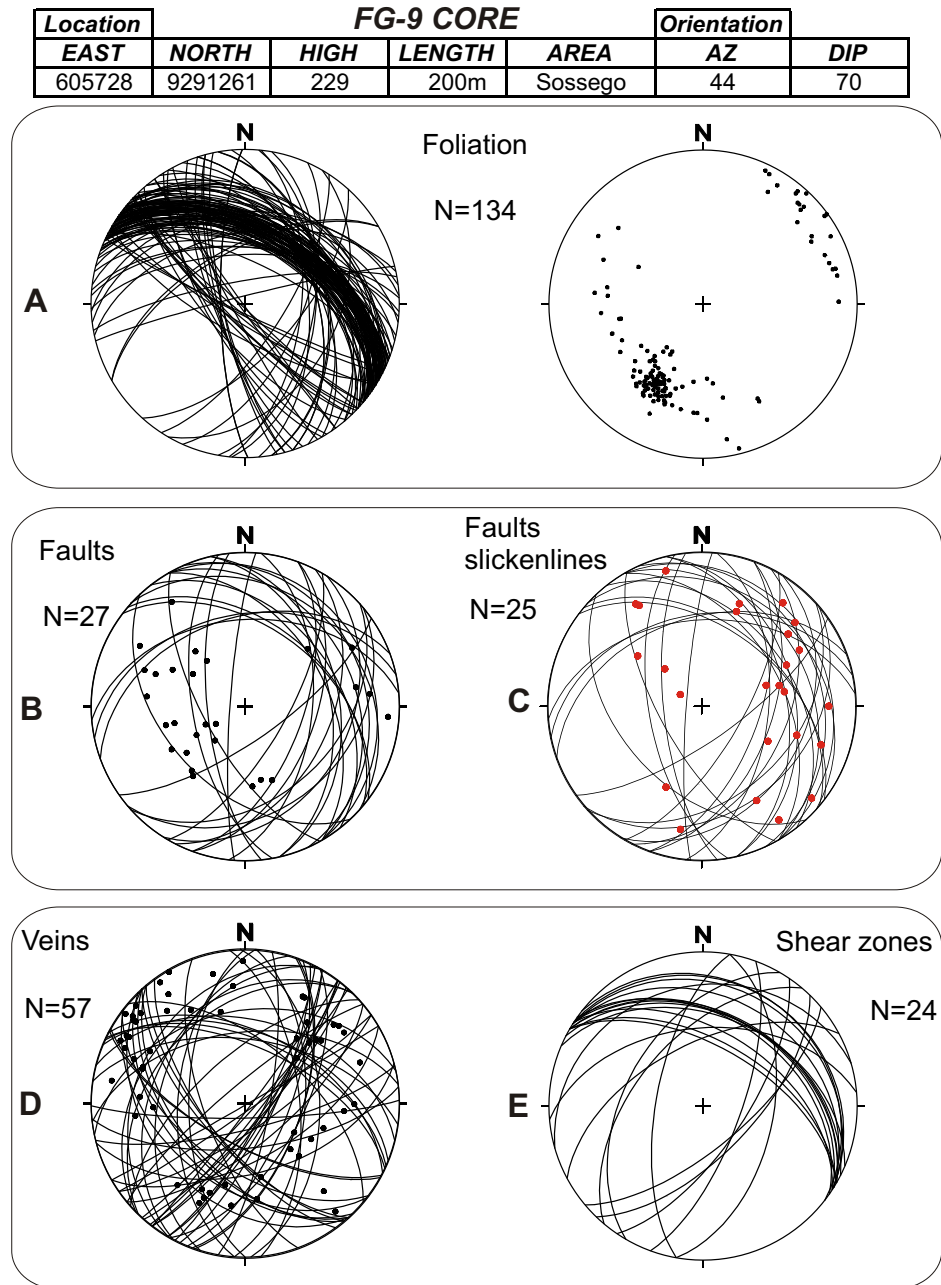 Location FG-9 CORE Orientation
EAST NORTH HIGH LENGTH AREA AZ DIP
605728 9291261 229 200m Sossego 44 70
N Foliation N
N=134
A
N N
Faults Faults
slickenlines
N=27 N=25
B C
Veins N N Shear zones
N=57 N=24
D E